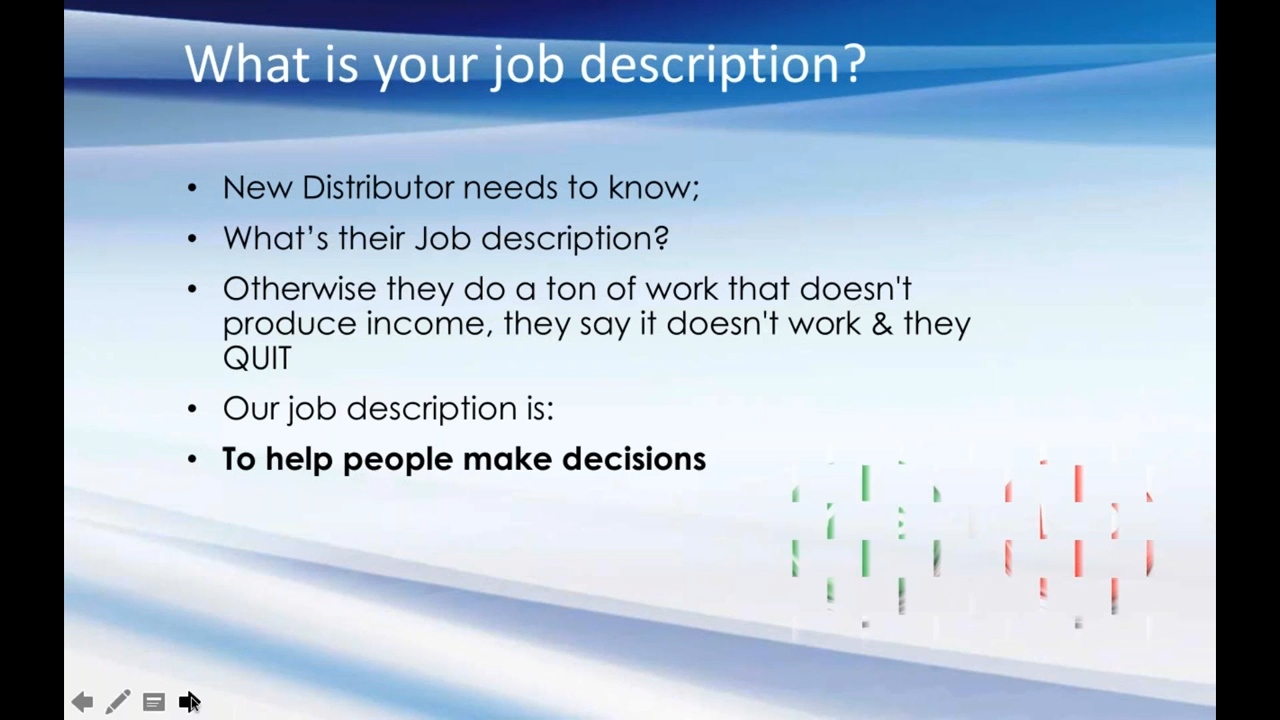 What is your job description?
• New Distributor needs to know;
• What’s their Job description?
• Otherwise they do a ton of work that doesn't
produce income, they say it doesn't work & they
QUIT
• Our job description is:
• To help people make decisions